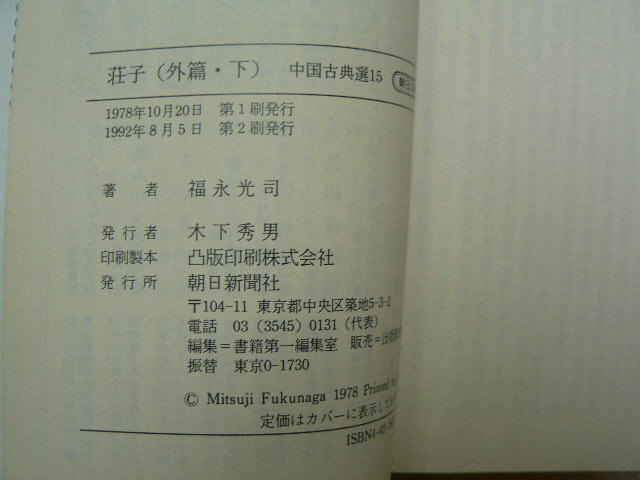 荘子（外篇・下） 中国古典選15
1978年10月20日 第1刷発行
1992年8月5日 第2刷発行
著者 福永光司
発行者 木下秀男
印刷製本 凸版印刷株式会社
発行所 朝日新聞社
〒104-11 東京都中央区築地5-3-2
電話 03（3545）0131（代表）
編集＝書籍第一編集室 販売＝出版
振替 東京0-1730
© Mitsuji Fukunaga 1978 Printed
定価はカバーに表示して
ISBN4-02-